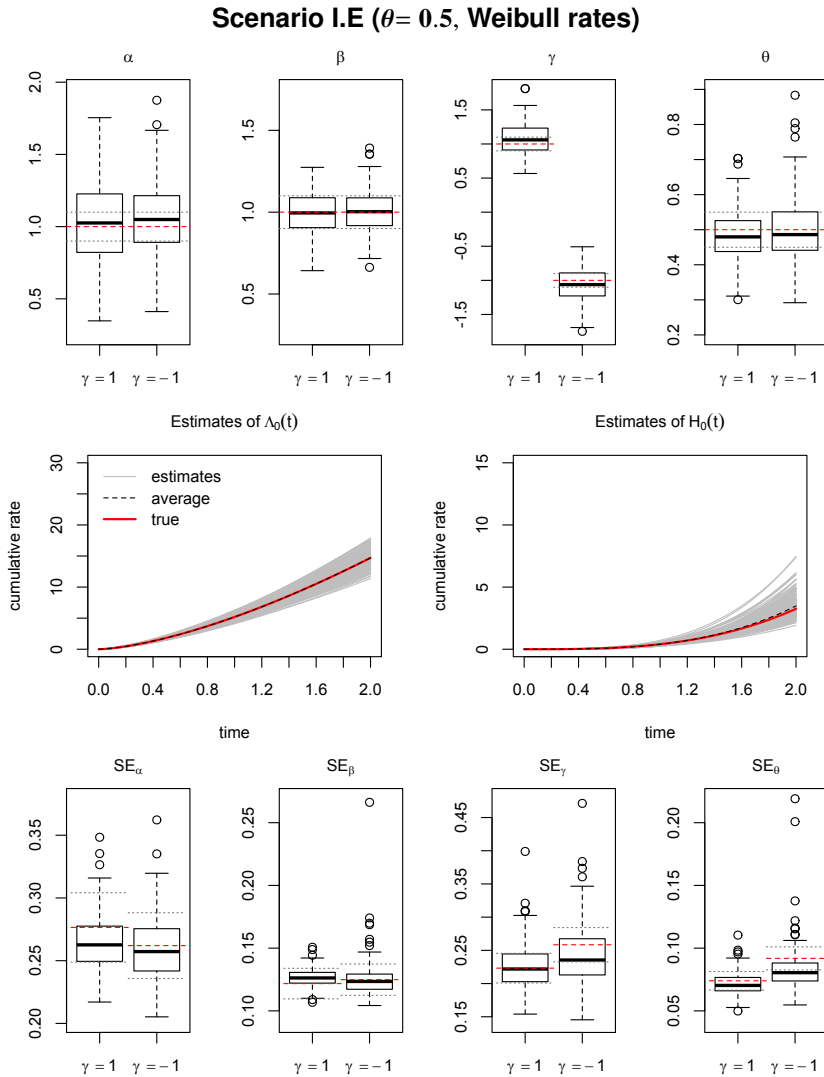 Scenario I.E (θ= 0.5, Weibull rates)
α β γ θ
2.0
1.5
1.0
0.5
1.5
1.0
0.5
1.5
0.5
-0.5
-1.5
0.8
0.6
0.4
0.2
γ = 1 γ = −1 γ = 1 γ = −1 γ = 1 γ = −1 γ = 1 γ = −1
Estimates of Λ₀(t)
cumulative rate
30
20
10
0
estimates
average
true
0.0 0.4 0.8 1.2 1.6 2.0
time
Estimates of H₀(t)
cumulative rate
15
10
5
0
0.0 0.4 0.8 1.2 1.6 2.0
time
SEα SEβ SEγ SEθ
0.35
0.30
0.25
0.20
0.25
0.20
0.15
0.10
0.45
0.35
0.25
0.15
0.20
0.15
0.10
0.05
γ = 1 γ = −1 γ = 1 γ = −1 γ = 1 γ = −1 γ = 1 γ = −1